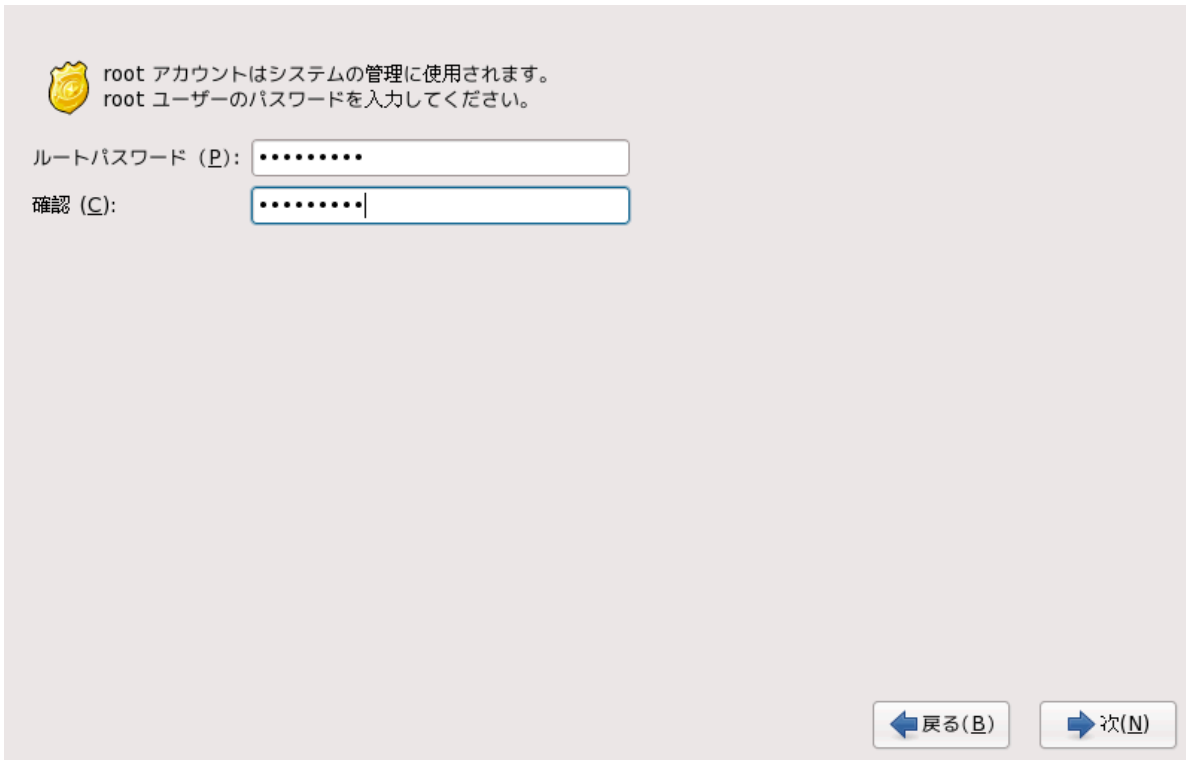 root アカウントはシステムの管理に使用されます。
root ユーザーのパスワードを入力してください。
ルートパスワード (P): •••••••••
確認 (C): •••••••••
戻る(B) 次(N)